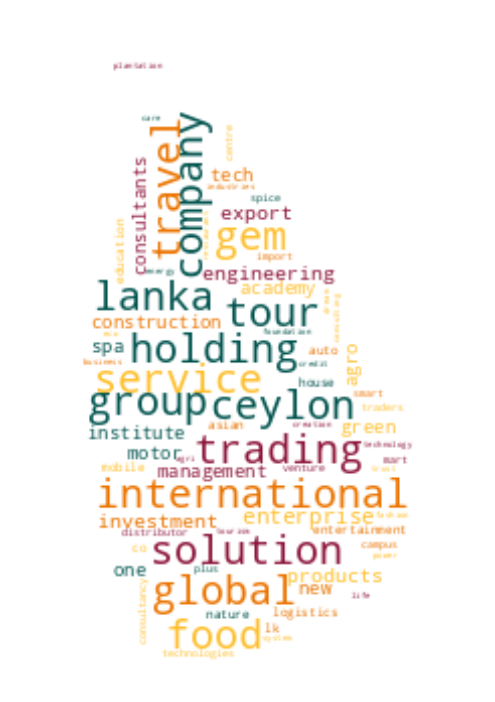 plantation
care
travel
company
centre
consultants
tech
industries
spice
export
education
gem
import
energy
engineering
academy
lanka
tour
construction
foundation
consulting
spa
holding
auto
agro
business
credit
service
house
smart
group
ceylon
traders
asian
creation
green
institute
trading
technology
motor
agri
mart
mobile
management
venture
trust
international
investment
enterprise
fashion
distributor
tourism
entertainment
co
solution
campus
power
one
plus
products
global
new
life
consultancy
nature
logistics
food
lk
system
technologies